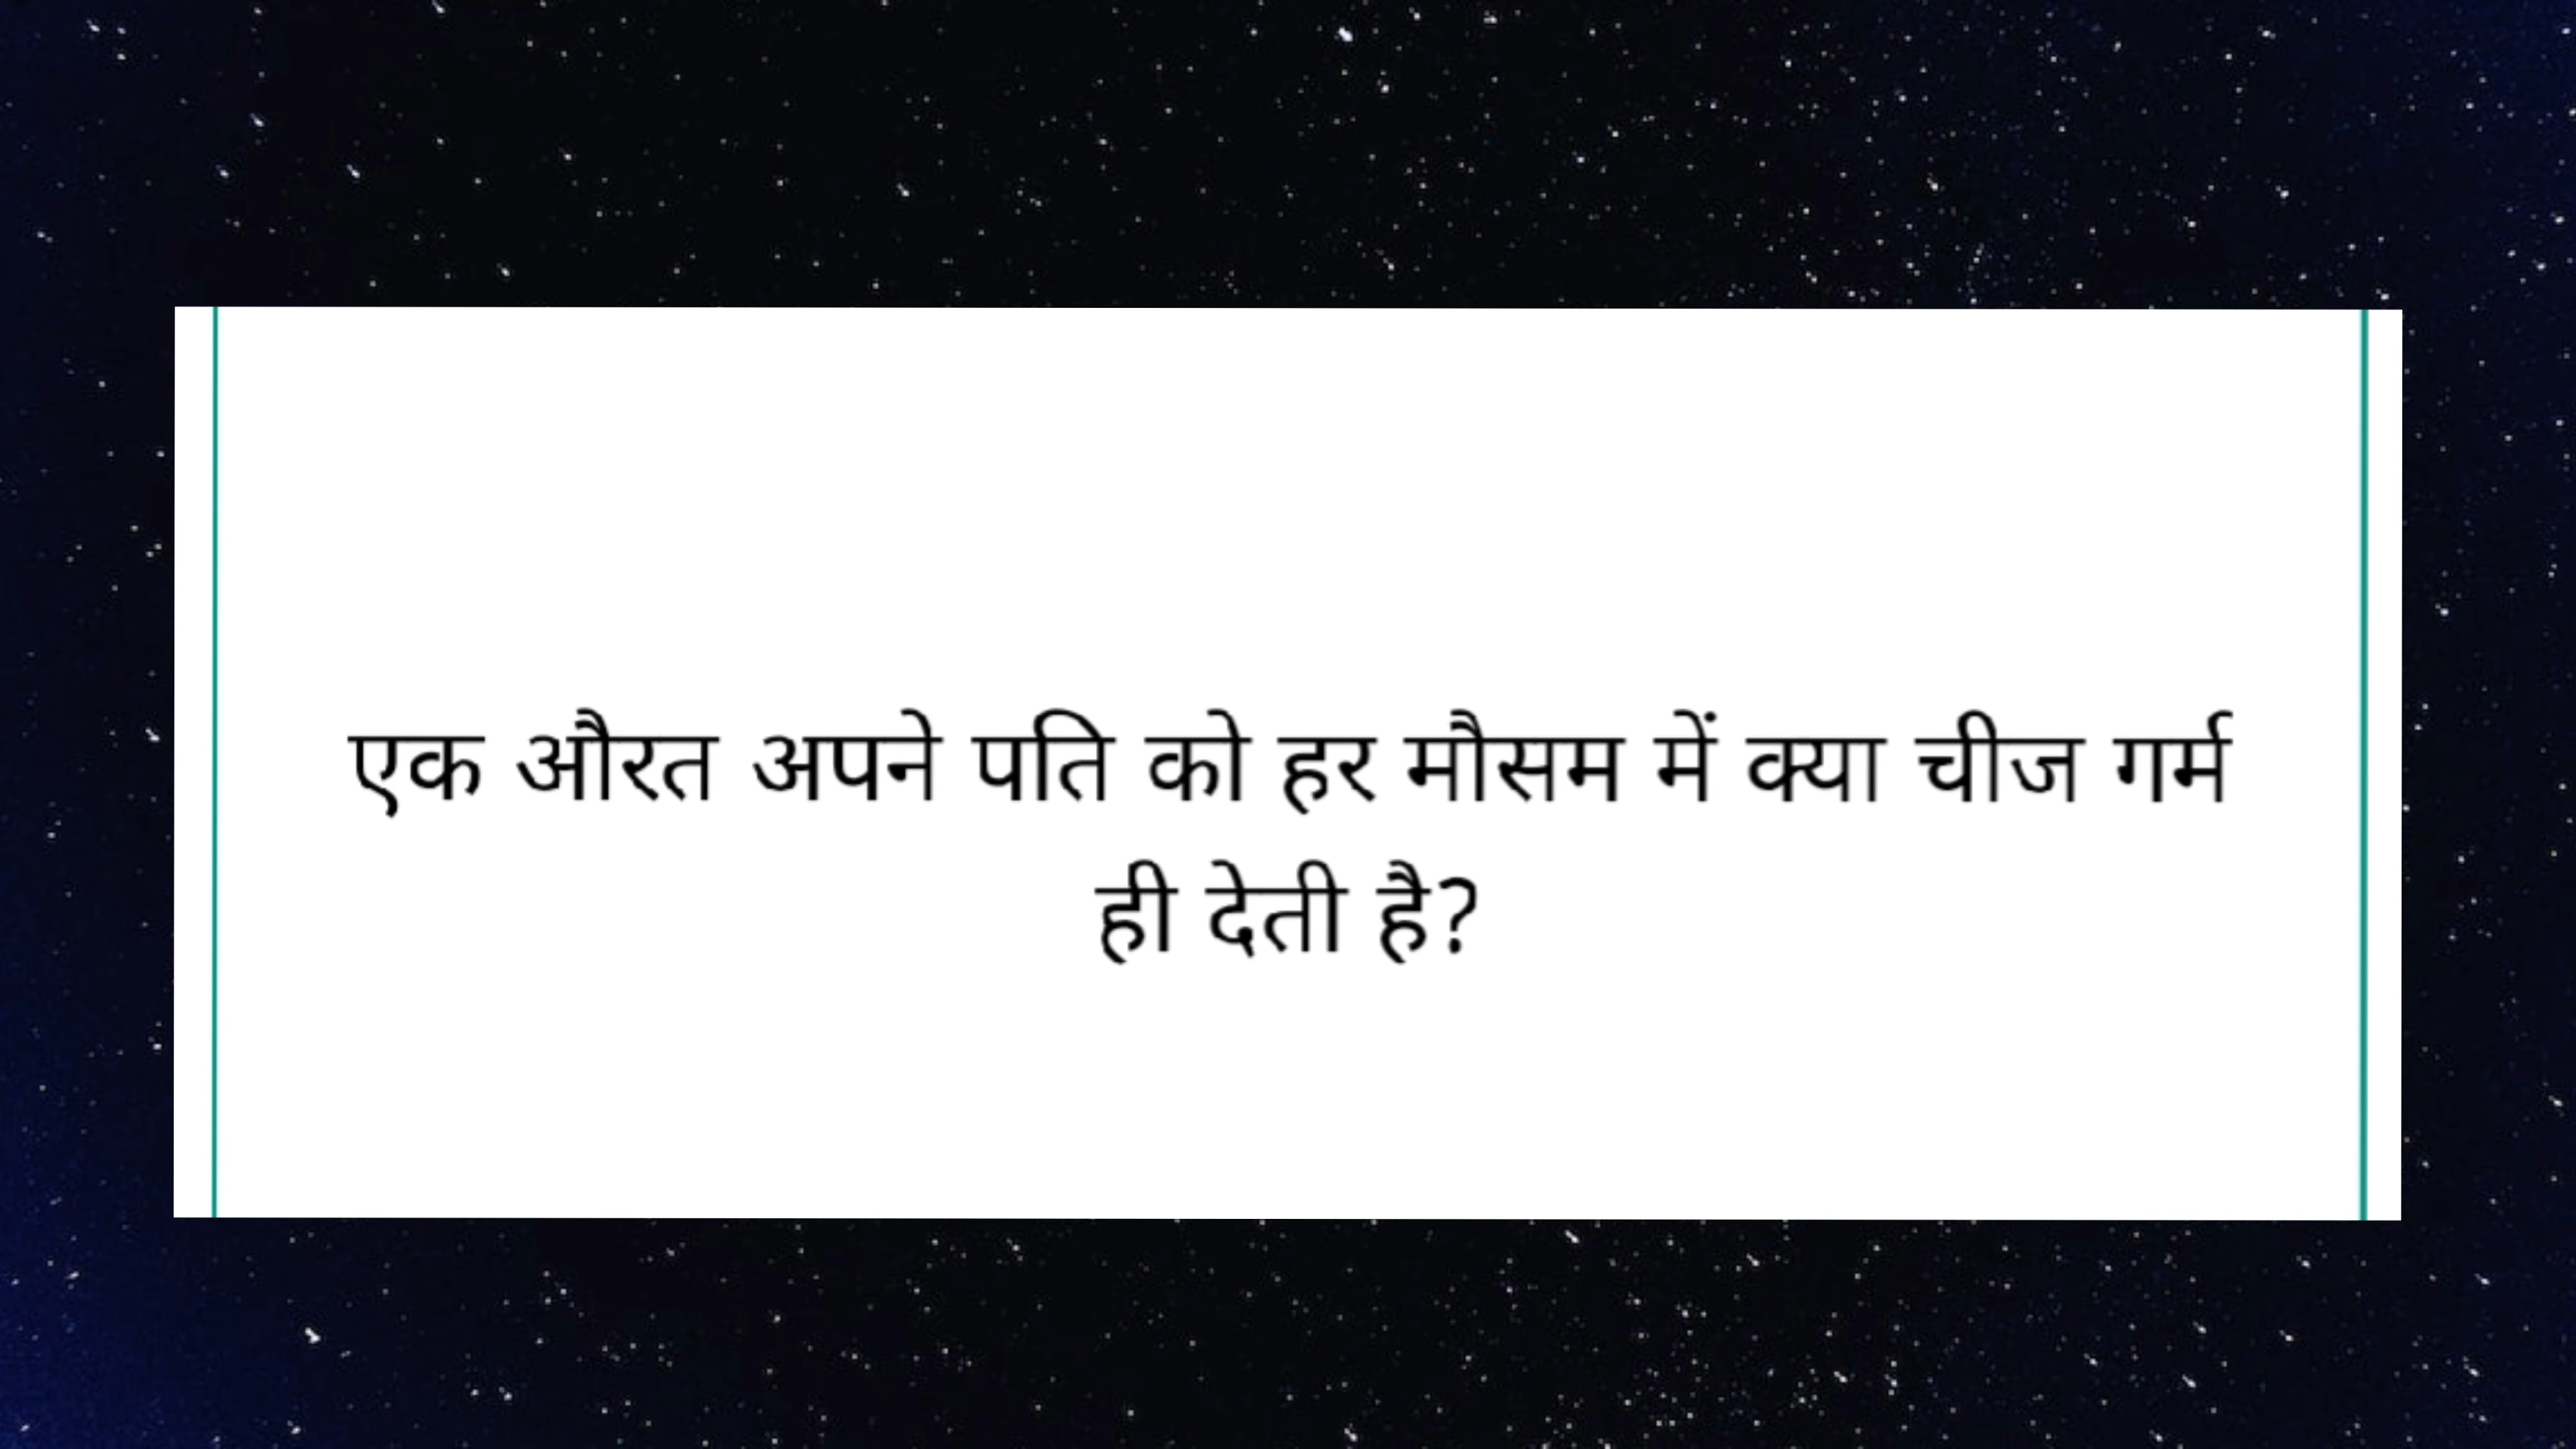 एक औरत अपने पति को हर मौसम में क्या चीज गर्म
ही देती है?